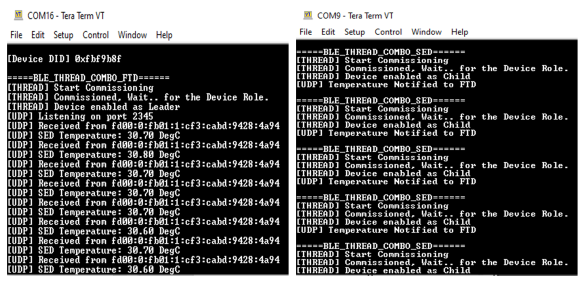 COM16 - Tera Term VT
File Edit Setup Control Window Help
[Device DID] 0xfbf9b8f
=====BLE_THREAD_COMBO_FTD======
[THREAD] Start Commissioning
[THREAD] Commissioned, Wait.. for the Device Role.
[THREAD] Device enabled as Leader
[UDP] Listening on port 2345
[UDP] Received from fd00:0:fb01:1:cf3:cabd:9428:4a94
[UDP] SED Temperature: 30.70 DegC
[UDP] Received from fd00:0:fb01:1:cf3:cabd:9428:4a94
[UDP] SED Temperature: 30.80 DegC
[UDP] Received from fd00:0:fb01:1:cf3:cabd:9428:4a94
[UDP] SED Temperature: 30.70 DegC
[UDP] Received from fd00:0:fb01:1:cf3:cabd:9428:4a94
[UDP] SED Temperature: 30.70 DegC
[UDP] Received from fd00:0:fb01:1:cf3:cabd:9428:4a94
[UDP] SED Temperature: 30.70 DegC
[UDP] Received from fd00:0:fb01:1:cf3:cabd:9428:4a94
[UDP] SED Temperature: 30.60 DegC
[UDP] Received from fd00:0:fb01:1:cf3:cabd:9428:4a94
[UDP] SED Temperature: 30.70 DegC
[UDP] Received from fd00:0:fb01:1:cf3:cabd:9428:4a94
[UDP] SED Temperature: 30.60 DegC
COM9 - Tera Term VT
File Edit Setup Control Window Help
=====BLE_THREAD_COMBO_SED======
[THREAD] Start Commissioning
[THREAD] Commissioned, Wait.. for the Device Role.
[THREAD] Device enabled as Child
[UDP] Temperature Notified to FTD
=====BLE_THREAD_COMBO_SED======
[THREAD] Start Commissioning
[THREAD] Commissioned, Wait.. for the Device Role.
[THREAD] Device enabled as Child
[UDP] Temperature Notified to FTD
=====BLE_THREAD_COMBO_SED======
[THREAD] Start Commissioning
[THREAD] Commissioned, Wait.. for the Device Role.
[THREAD] Device enabled as Child
[UDP] Temperature Notified to FTD
=====BLE_THREAD_COMBO_SED======
[THREAD] Start Commissioning
[THREAD] Commissioned, Wait.. for the Device Role.
[THREAD] Device enabled as Child
[UDP] Temperature Notified to FTD
=====BLE_THREAD_COMBO_SED======
[THREAD] Start Commissioning
[THREAD] Commissioned, Wait.. for the Device Role.
[THREAD] Device enabled as Child